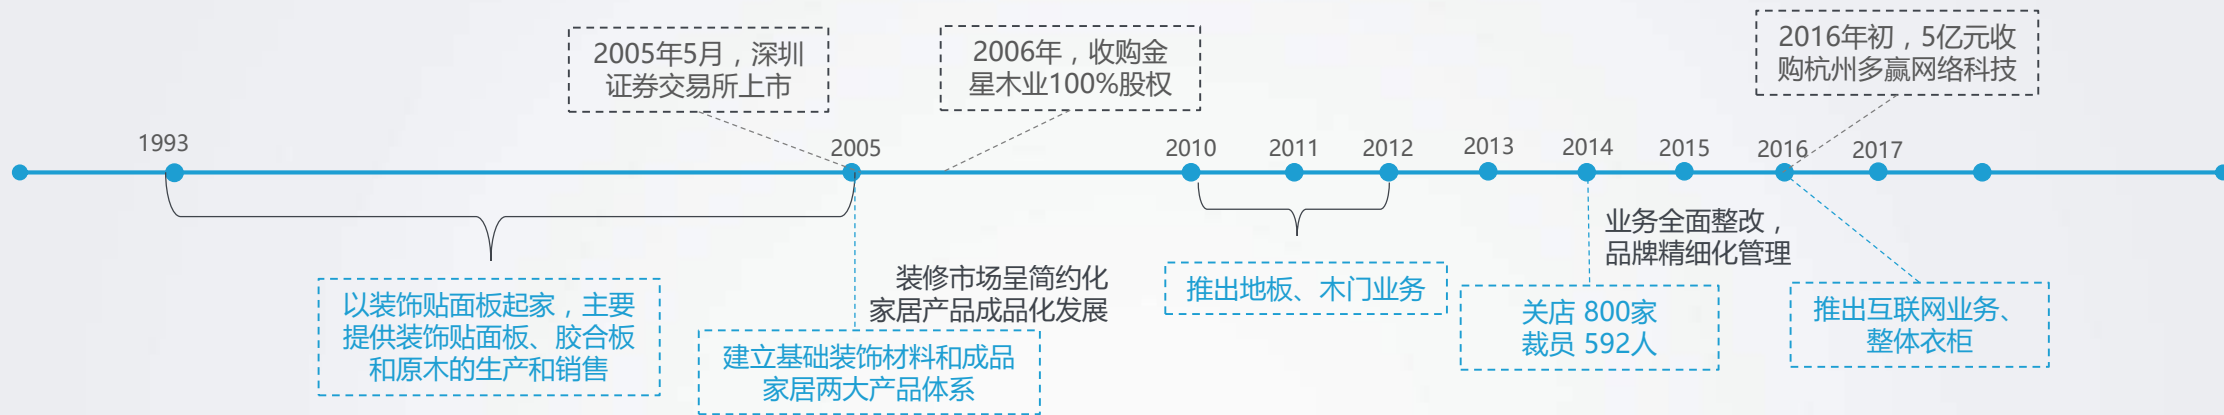 2005年5月，深圳
证券交易所上市
2006年，收购金
星木业100%股权
2016年初，5亿元收
购杭州多赢网络科技
1993
2005
2010
2011
2012
2013
2014
2015
2016
2017
以装饰贴面板起家，主要
提供装饰贴面板、胶合板
和原木的生产和销售
装修市场呈简约化
家居产品成品化发展
建立基础装饰材料和成品
家居两大产品体系
推出地板、木门业务
业务全面整改，
品牌精细化管理
关店 800家
裁员 592人
推出互联网业务、
整体衣柜